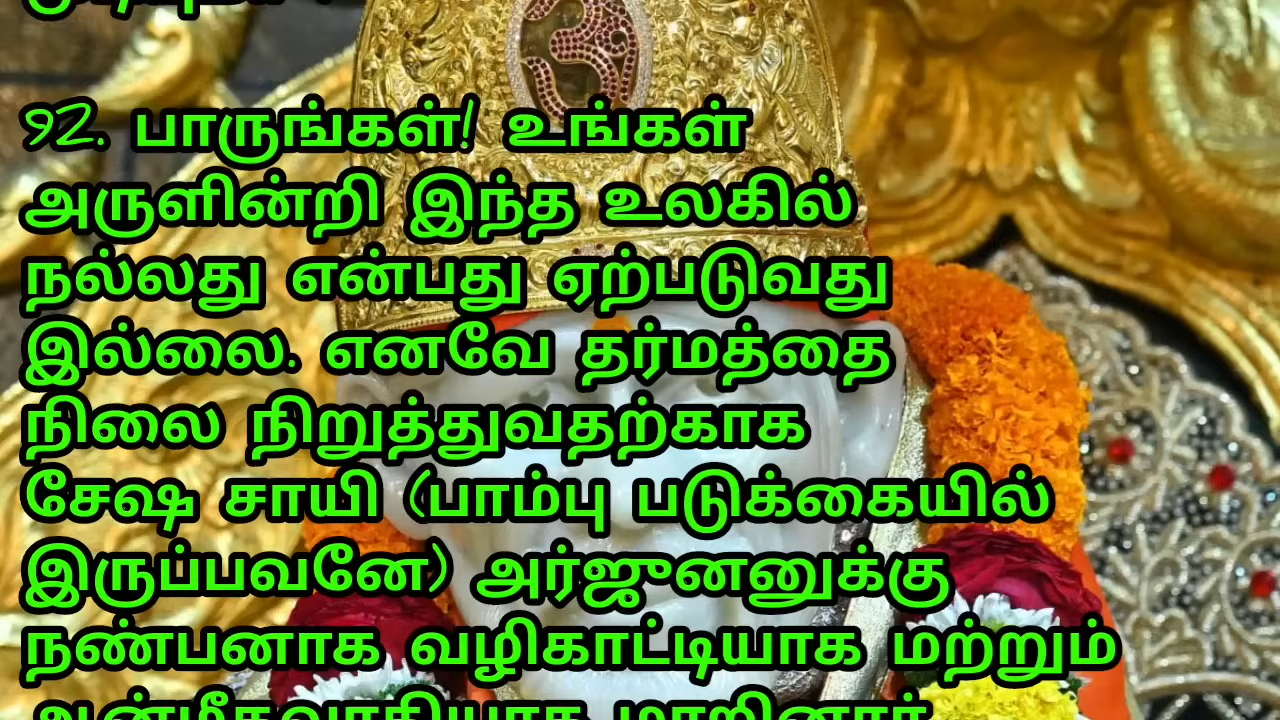 92. பாருங்கள்! உங்கள்
அருளின்றி இந்த உலகில்
நல்லது என்பது ஏற்படுவது
இல்லை. எனவே தர்மத்தை
நிலை நிறுத்துவதற்காக
சேஷ சாயி (பாம்பு படுக்கையில்
இருப்பவனே) அர்ஜுனனுக்கு
நண்பனாக வழிகாட்டியாக மற்றும்